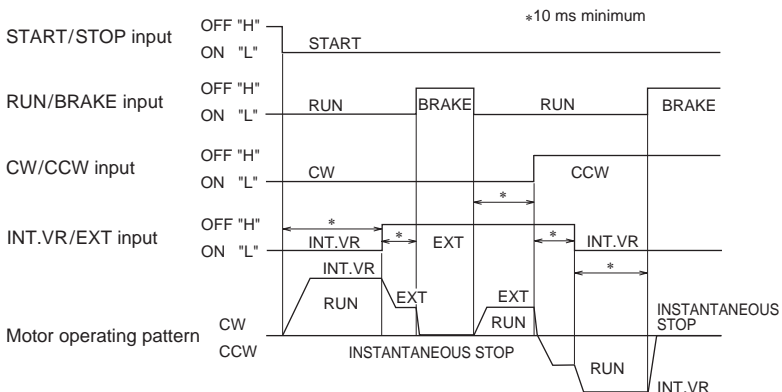 *10 ms minimum
START/STOP input
OFF "H"
ON "L"
START
RUN/BRAKE input
OFF "H"
ON "L"
RUN
BRAKE
RUN
BRAKE
CW/CCW input
OFF "H"
ON "L"
CW
*
CCW
INT.VR/EXT input
OFF "H"
ON "L"
*
INT.VR
*
EXT
*
INT.VR
*
Motor operating pattern
CW
CCW
INT.VR
RUN
EXT
INSTANTANEOUS STOP
EXT
RUN
RUN
INT.VR
INSTANTANEOUS
STOP